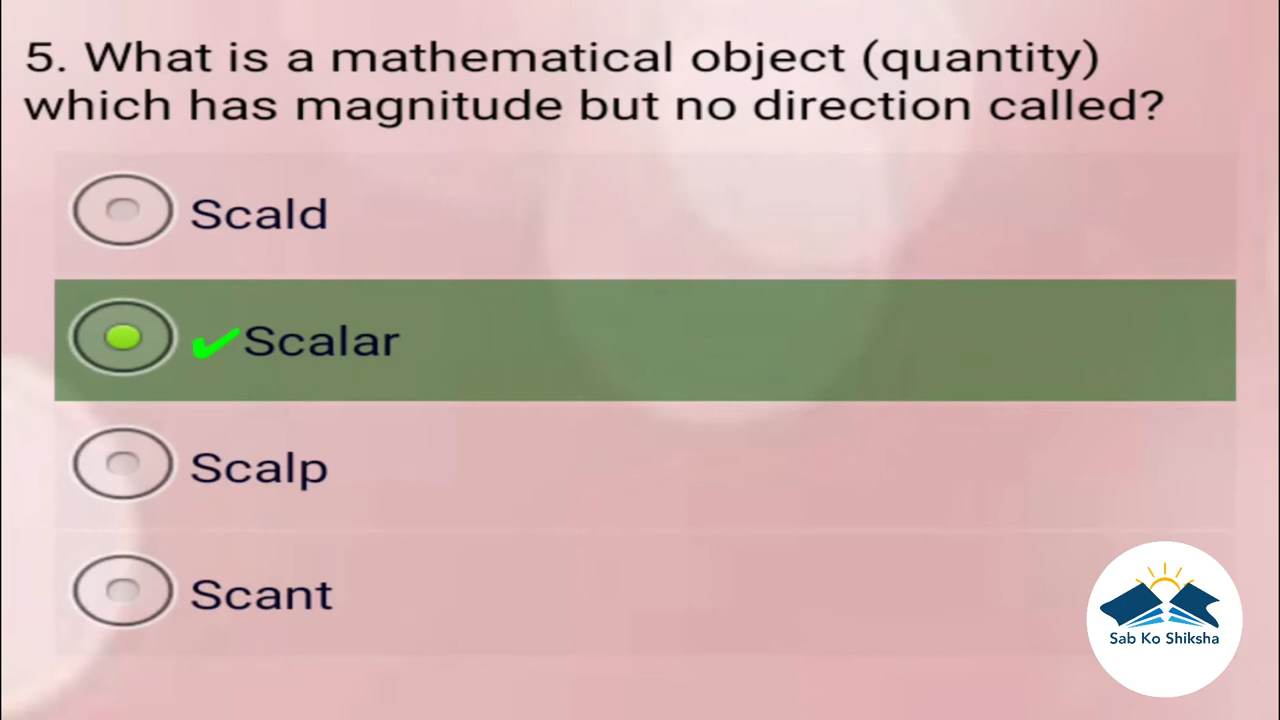 5. What is a mathematical object (quantity)
which has magnitude but no direction called?
Scald
✔Scalar
Scalp
Scant
Sab Ko Shiksha